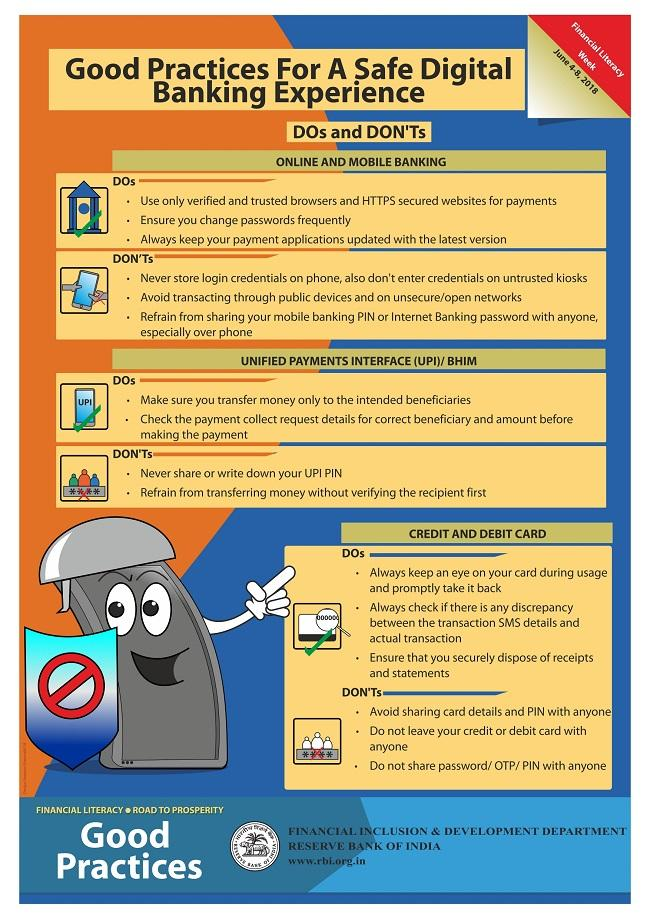 Financial Literacy
Week
June 4-8, 2018
Good Practices For A Safe Digital
Banking Experience
DOs and DON'Ts
ONLINE AND MOBILE BANKING
DOs
• Use only verified and trusted browsers and HTTPS secured websites for payments
• Ensure you change passwords frequently
• Always keep your payment applications updated with the latest version
DON'Ts
• Never store login credentials on phone, also don't enter credentials on untrusted kiosks
• Avoid transacting through public devices and on unsecure/open networks
• Refrain from sharing your mobile banking PIN or Internet Banking password with anyone,
especially over phone
UNIFIED PAYMENTS INTERFACE (UPI)/ BHIM
DOs
UPI
• Make sure you transfer money only to the intended beneficiaries
• Check the payment collect request details for correct beneficiary and amount before
making the payment
DON'Ts
• Never share or write down your UPI PIN
• Refrain from transferring money without verifying the recipient first
CREDIT AND DEBIT CARD
DOs
• Always keep an eye on your card during usage
and promptly take it back
000000
• Always check if there is any discrepancy
between the transaction SMS details and
actual transaction
• Ensure that you securely dispose of receipts
and statements
DON'Ts
• Avoid sharing card details and PIN with anyone
• Do not leave your credit or debit card with
anyone
• Do not share password/ OTP/ PIN with anyone
FINANCIAL LITERACY ● ROAD TO PROSPERITY
Good
Practices
FINANCIAL INCLUSION & DEVELOPMENT DEPARTMENT
RESERVE BANK OF INDIA
www.rbi.org.in
भारतीय रिज़र्व बैंक
RESERVE BANK OF INDIA